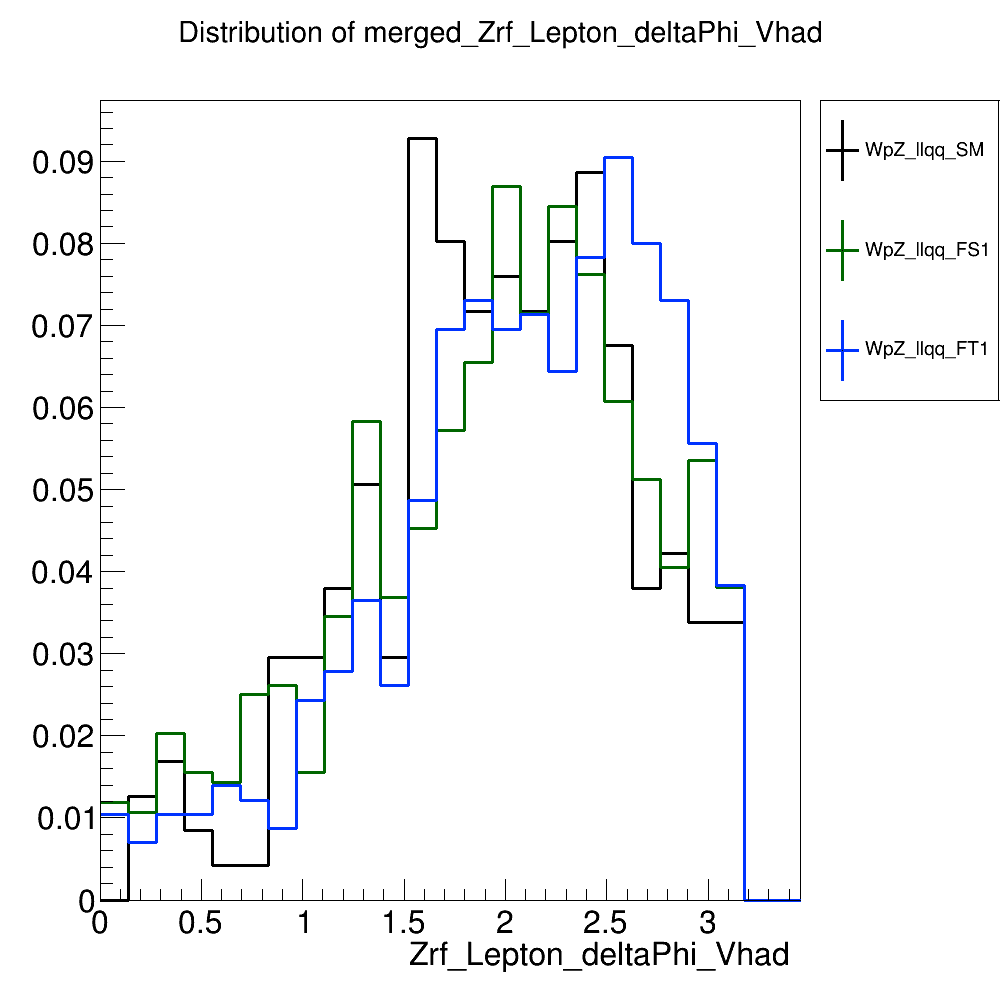 Distribution of merged_Zrf_Lepton_deltaPhi_Vhad
WpZ_llqq_SM
WpZ_llqq_FS1
WpZ_llqq_FT1
0.09
0.08
0.07
0.06
0.05
0.04
0.03
0.02
0.01
0
0 0.5 1 1.5 2 2.5 3
Zrf_Lepton_deltaPhi_Vhad